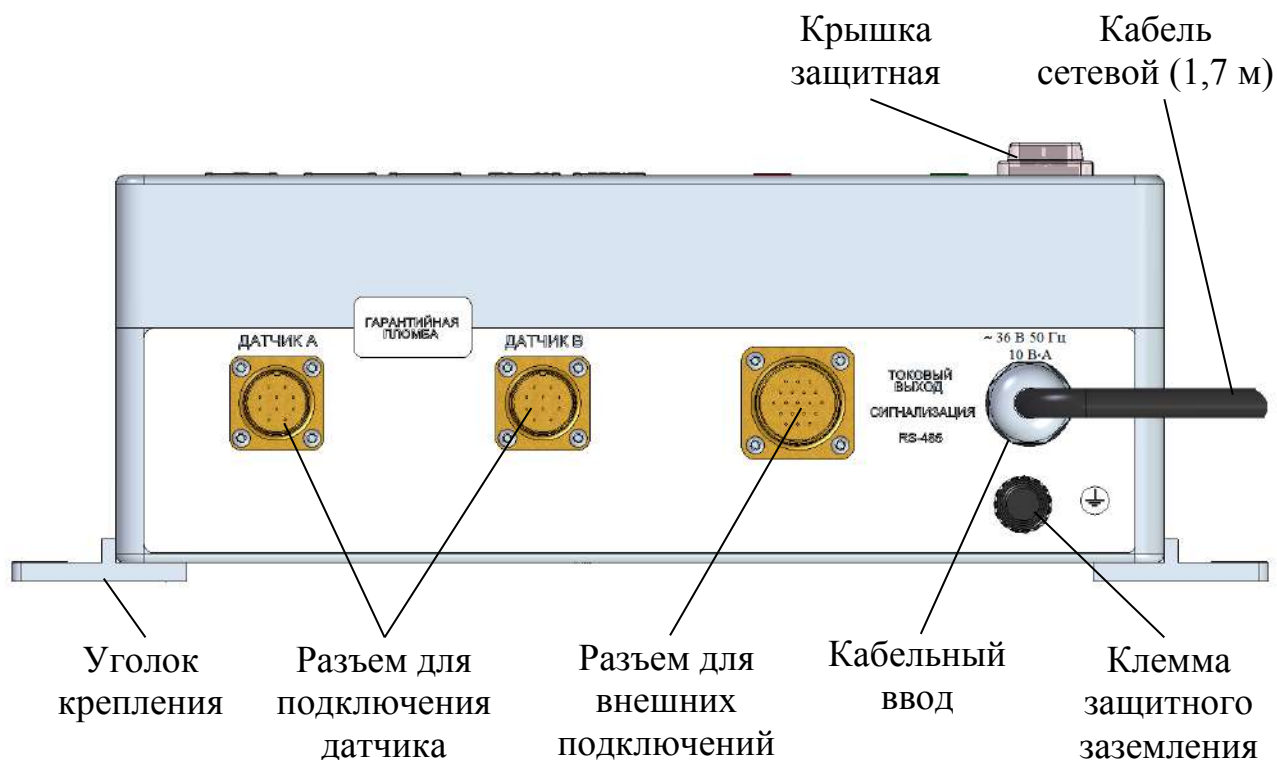 Крышка
защитная
Кабель
сетевой (1,7 м)
ГАРАНТИЙНАЯ
ПЛОМБА
ДАТЧИК А
ДАТЧИК В
~ 36 В 50 Гц
10 В·А
ТОКОВЫЙ
ВЫХОД
СИГНАЛИЗАЦИЯ
RS-485
Уголок
крепления
Разъем для
подключения
датчика
Разъем для
внешних
подключений
Кабельный
ввод
Клемма
защитного
заземления